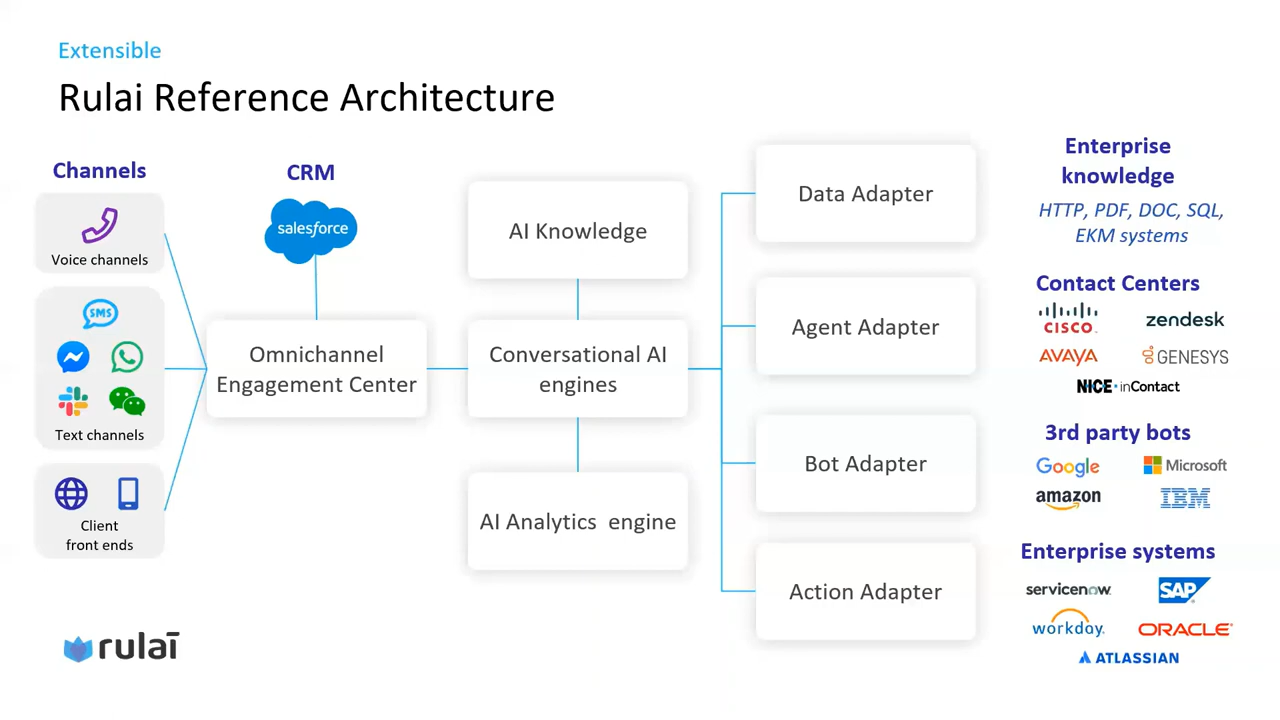 Extensible
Rulai Reference Architecture
Channels
Voice channels
SMS
Text channels
Client
front ends
CRM
salesforce
Omnichannel
Engagement Center
AI Knowledge
Conversational AI
engines
AI Analytics engine
Data Adapter
Agent Adapter
Bot Adapter
Action Adapter
Enterprise
knowledge
HTTP, PDF, DOC, SQL,
EKM systems
Contact Centers
CISCO
zendesk
AVAYA
GENESYS
NICE inContact
3rd party bots
Google
Microsoft
amazon
IBM
Enterprise systems
servicenow
SAP
workday
ORACLE
ATLASSIAN
rulaī